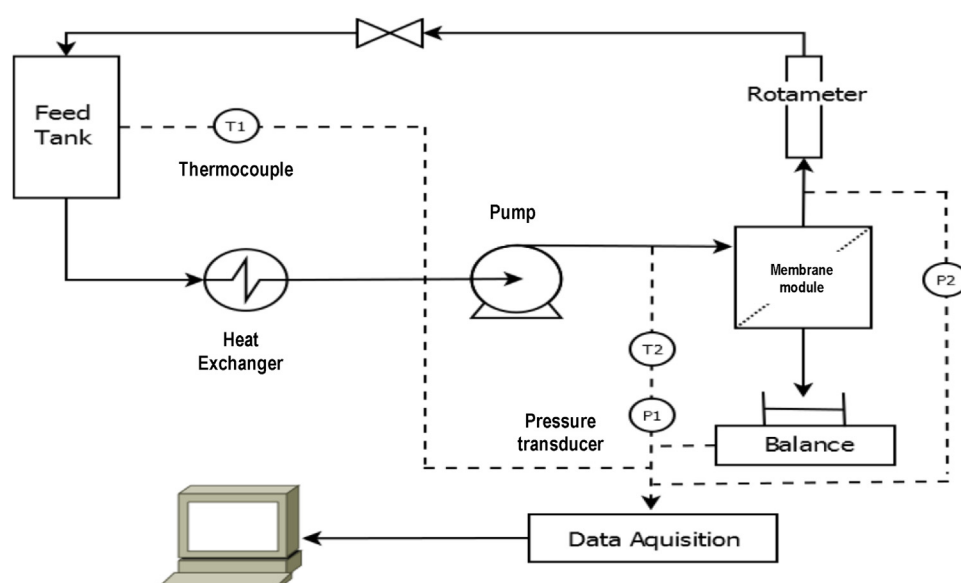 Feed
Tank
T1
Thermocouple
Rotameter
Pump
Membrane
module
P2
Heat
Exchanger
T2
P1
Pressure
transducer
Balance
Data Aquisition